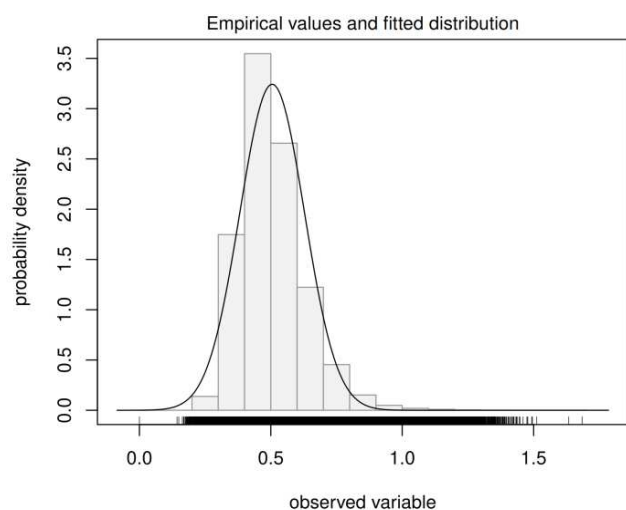 Empirical values and fitted distribution
probability density
3.5
3.0
2.5
2.0
1.5
1.0
0.5
0.0
0.0 0.5 1.0 1.5
observed variable